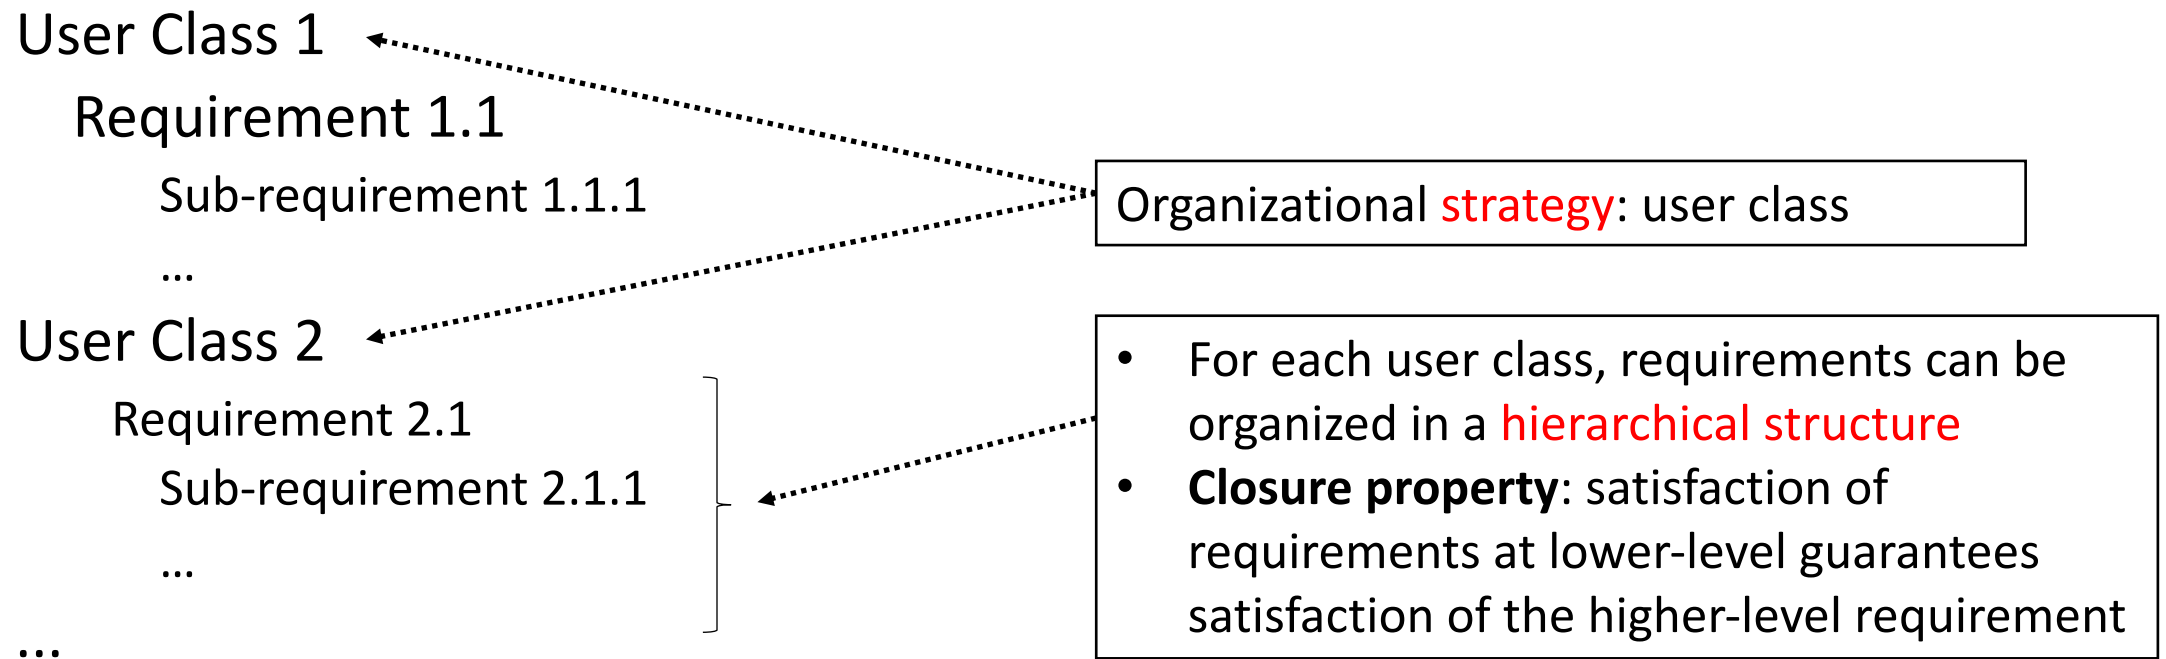 User Class 1
Requirement 1.1
Sub-requirement 1.1.1
...
User Class 2
Requirement 2.1
Sub-requirement 2.1.1
...
...
Organizational strategy: user class
• For each user class, requirements can be
organized in a hierarchical structure
• Closure property: satisfaction of
requirements at lower-level guarantees
satisfaction of the higher-level requirement